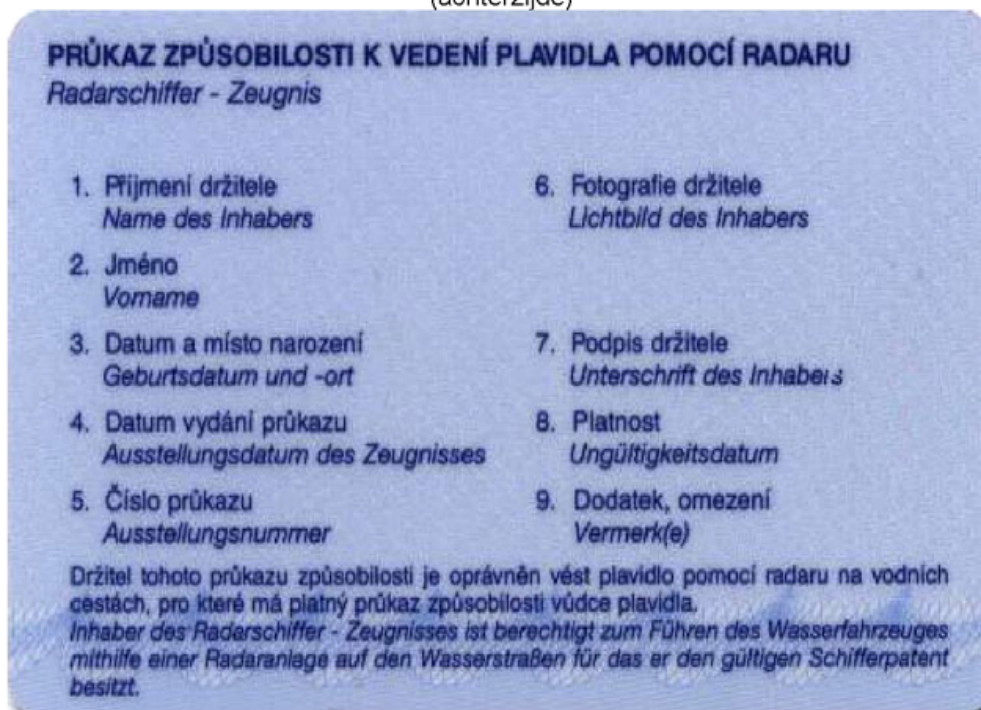 (achterzijde)
PRŮKAZ ZPŮSOBILOSTI K VEDENÍ PLAVIDLA POMOCÍ RADARU
Radarschiffer - Zeugnis
1. Příjmení držitele
Name des Inhabers
2. Jméno
Vorname
3. Datum a místo narození
Geburtsdatum und -ort
4. Datum vydání průkazu
Ausstellungsdatum des Zeugnisses
5. Číslo průkazu
Ausstellungsnummer
6. Fotografie držitele
Lichtbild des Inhabers
7. Podpis držitele
Unterschrift des Inhabers
8. Platnost
Ungültigkeitsdatum
9. Dodatek, omezení
Vermerk(e)
Držitel tohoto průkazu způsobilosti je oprávněn vést plavidlo pomocí radaru na vodních
cestách, pro které má platný průkaz způsobilosti vůdce plavidla.
Inhaber des Radarschiffer - Zeugnisses ist berechtigt zum Führen des Wasserfahrzeuges
mithilfe einer Radaranlage auf den Wasserstraßen für das er den gültigen Schifferpatent
besitzt.